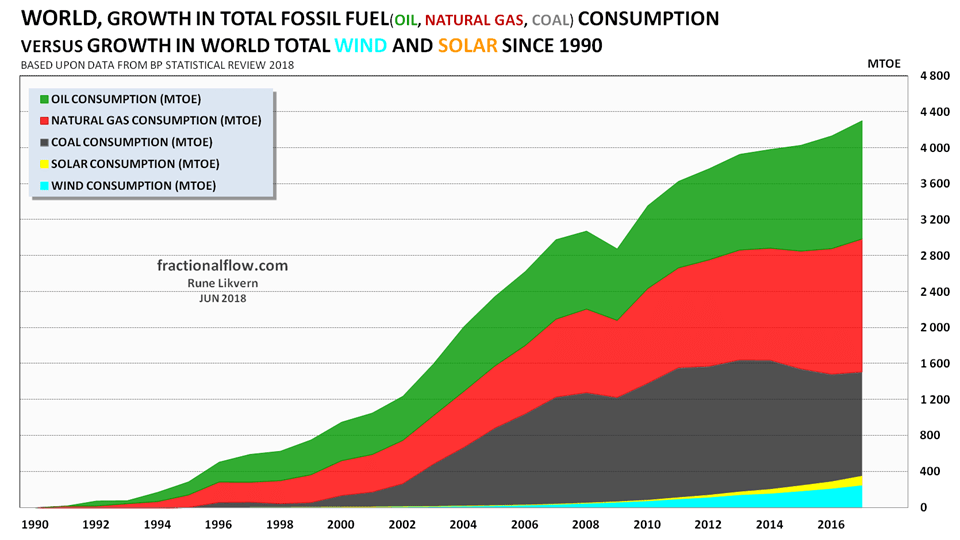 WORLD, GROWTH IN TOTAL FOSSIL FUEL(OIL, NATURAL GAS, COAL) CONSUMPTION
VERSUS GROWTH IN WORLD TOTAL WIND AND SOLAR SINCE 1990
BASED UPON DATA FROM BP STATISTICAL REVIEW 2018
MTOE
OIL CONSUMPTION (MTOE)
NATURAL GAS CONSUMPTION (MTOE)
COAL CONSUMPTION (MTOE)
SOLAR CONSUMPTION (MTOE)
WIND CONSUMPTION (MTOE)
fractionalflow.com
Rune Likvern
JUN 2018
4 800
4 400
4 000
3 600
3 200
2 800
2 400
2 000
1 600
1 200
800
400
0
1990 1992 1994 1996 1998 2000 2002 2004 2006 2008 2010 2012 2014 2016